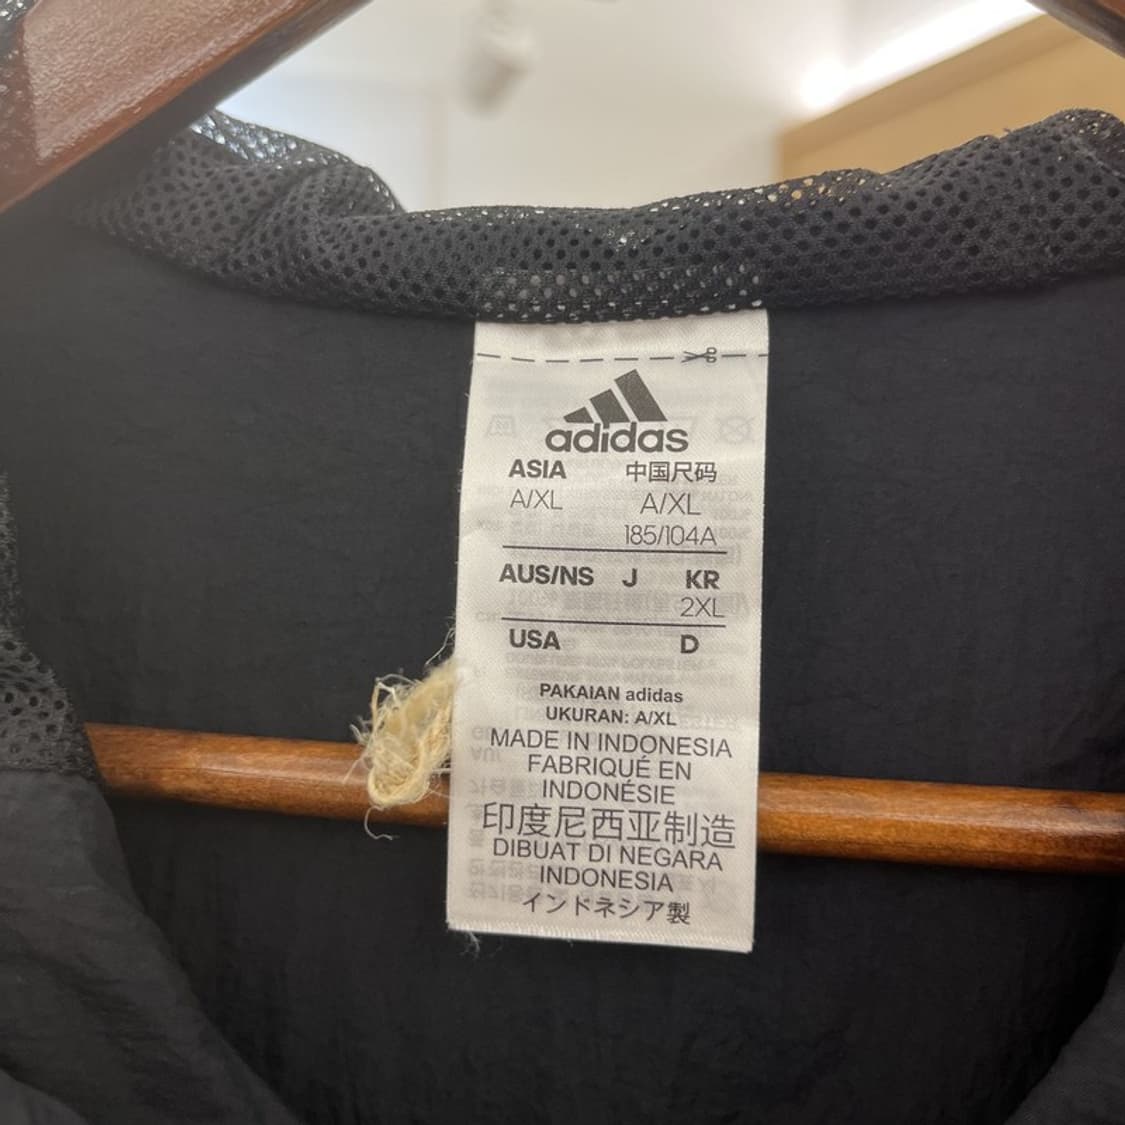 adidas
ASIA 中国尺码
A/XL A/XL
185/104A
AUS/NS J KR
2XL
USA D
PAKAIAN adidas
UKURAN: A/XL
MADE IN INDONESIA
FABRIQUÉ EN
INDONÉSIE
印度尼西亚制造
DIBUAT DI NEGARA
INDONESIA
インドネシア製